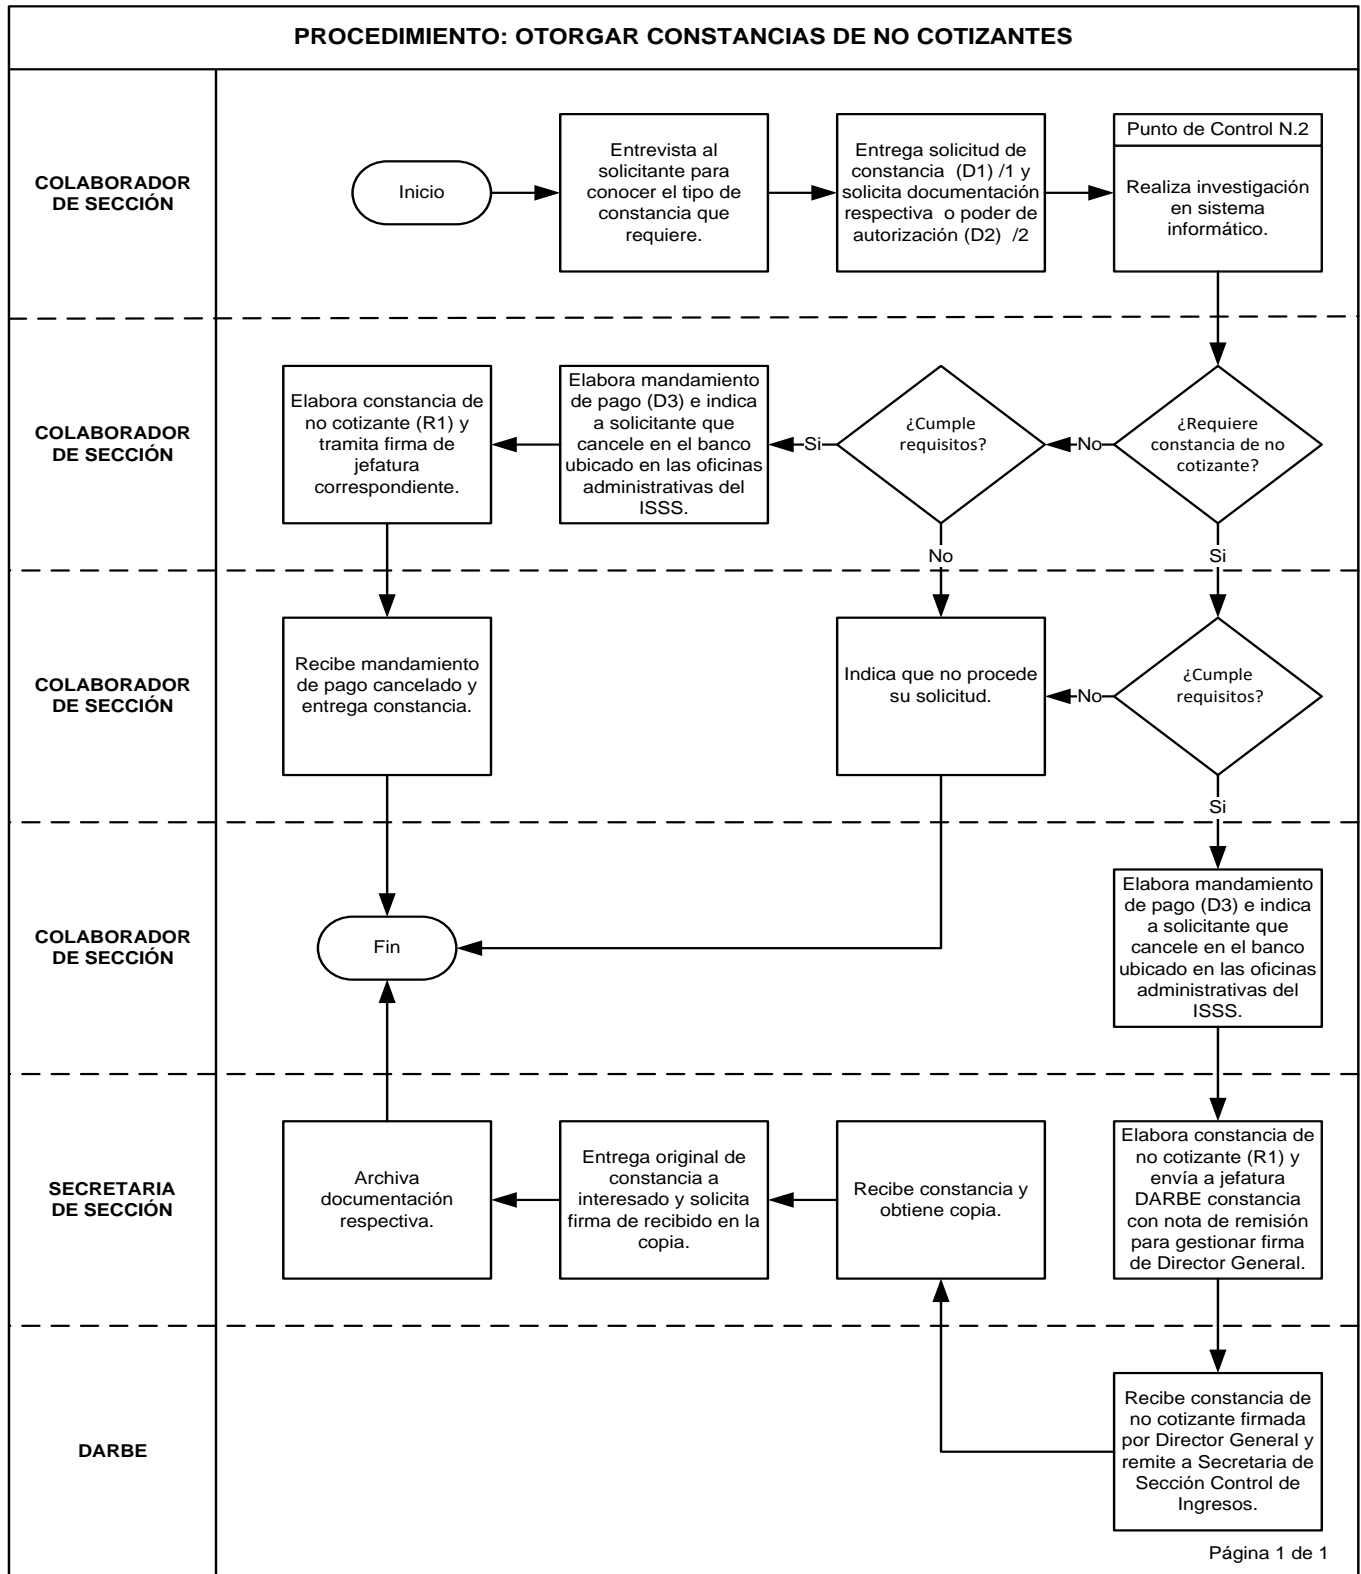 PROCEDIMIENTO: OTORGAR CONSTANCIAS DE NO COTIZANTES
COLABORADOR
DE SECCIÓN
Inicio
Entrevista al
solicitante para
conocer el tipo de
constancia que
requiere.
Entrega solicitud de
constancia (D1) /1 y
solicita documentación
respectiva o poder de
autorización (D2) /2
Punto de Control N.2
Realiza investigación
en sistema
informático.
COLABORADOR
DE SECCIÓN
Elabora constancia de
no cotizante (R1) y
tramita firma de
jefatura
correspondiente.
Elabora mandamiento
de pago (D3) e indica
a solicitante que
cancele en el banco
ubicado en las oficinas
administrativas del
ISSS.
Si
¿Cumple
requisitos?
No
¿Requiere
constancia de no
cotizante?
No
Si
COLABORADOR
DE SECCIÓN
Recibe mandamiento
de pago cancelado y
entrega constancia.
Indica que no procede
su solicitud.
No
¿Cumple
requisitos?
Si
COLABORADOR
DE SECCIÓN
Fin
Elabora mandamiento
de pago (D3) e indica
a solicitante que
cancele en el banco
ubicado en las oficinas
administrativas del
ISSS.
SECRETARIA
DE SECCIÓN
Archiva
documentación
respectiva.
Entrega original de
constancia a
interesado y solicita
firma de recibido en la
copia.
Recibe constancia y
obtiene copia.
Elabora constancia de
no cotizante (R1) y
envía a jefatura
DARBE constancia
con nota de remisión
para gestionar firma
de Director General.
DARBE
Recibe constancia de
no cotizante firmada
por Director General y
remite a Secretaria de
Sección Control de
Ingresos.
Página 1 de 1